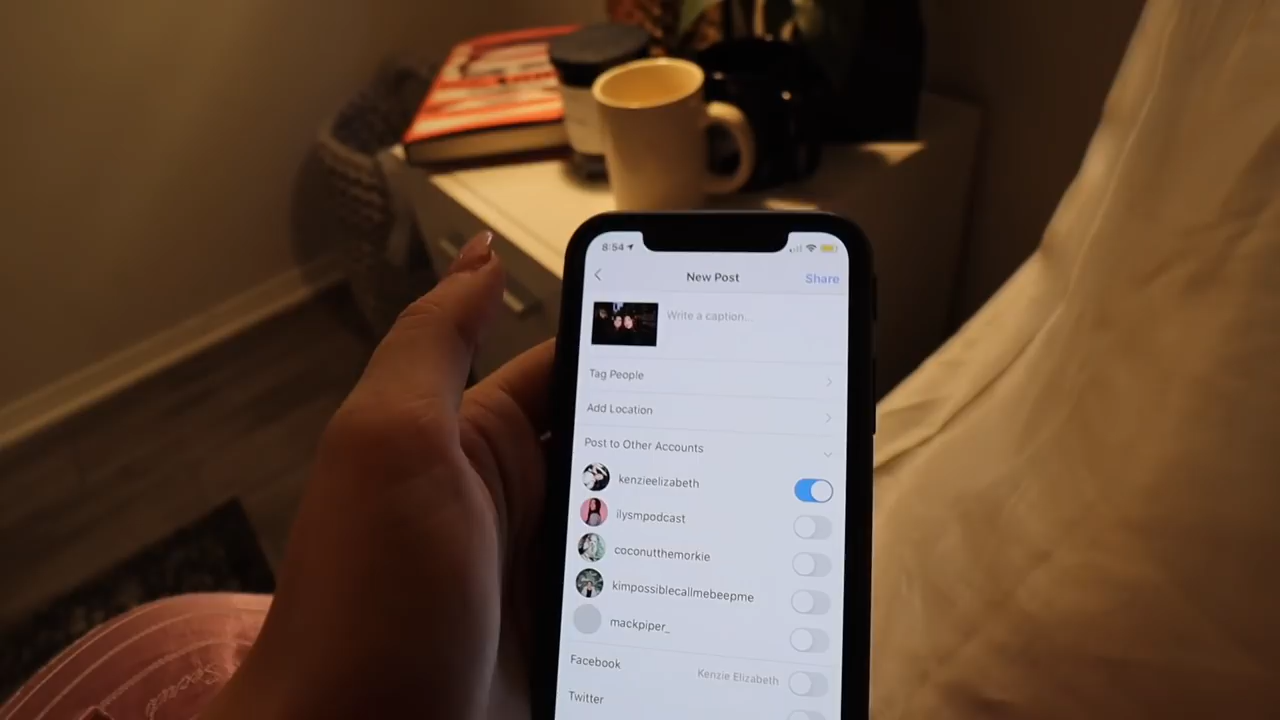 8:54
New Post
Share
Write a caption...
Tag People
Add Location
Post to Other Accounts
kenzieelizabeth
ilysmpodcast
coconutthemorkie
kimpossiblecallmebeepme
mackpiper_
Facebook
Kenzie Elizabeth
Twitter